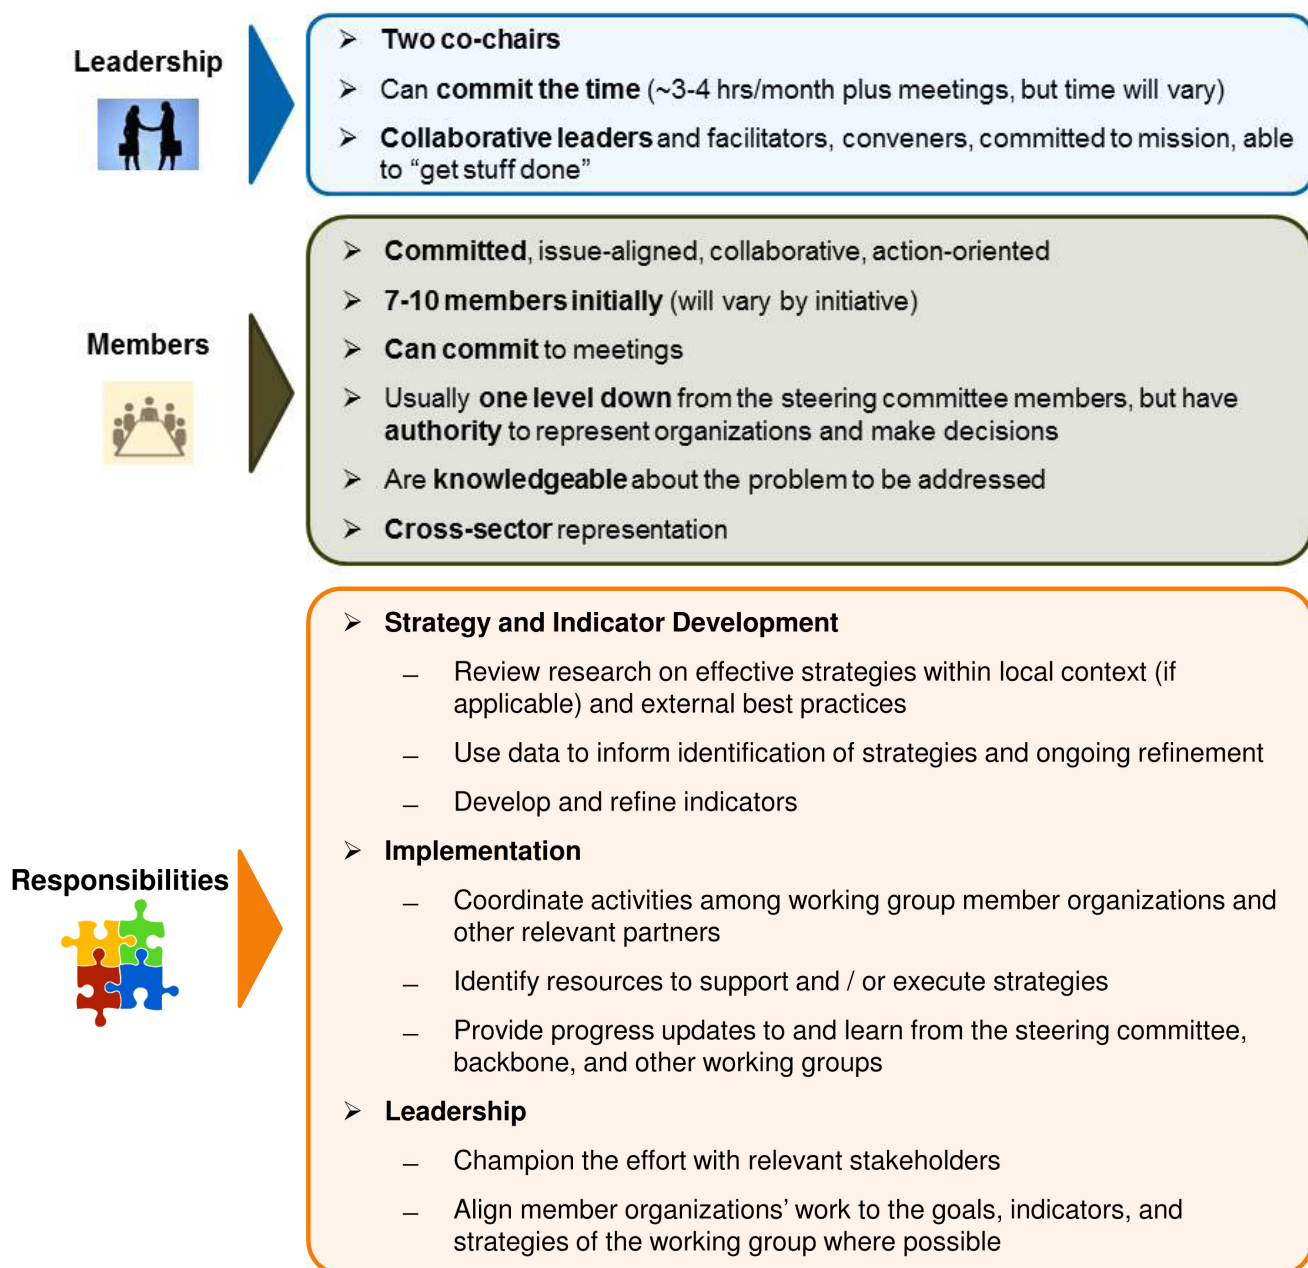 Leadership
➢ Two co-chairs
➢ Can commit the time (~3-4 hrs/month plus meetings, but time will vary)
➢ Collaborative leaders and facilitators, conveners, committed to mission, able
to “get stuff done”
Members
➢ Committed, issue-aligned, collaborative, action-oriented
➢ 7-10 members initially (will vary by initiative)
➢ Can commit to meetings
➢ Usually one level down from the steering committee members, but have
authority to represent organizations and make decisions
➢ Are knowledgeable about the problem to be addressed
➢ Cross-sector representation
Responsibilities
➢ Strategy and Indicator Development
– Review research on effective strategies within local context (if
applicable) and external best practices
– Use data to inform identification of strategies and ongoing refinement
– Develop and refine indicators
➢ Implementation
– Coordinate activities among working group member organizations and
other relevant partners
– Identify resources to support and / or execute strategies
– Provide progress updates to and learn from the steering committee,
backbone, and other working groups
➢ Leadership
– Champion the effort with relevant stakeholders
– Align member organizations’ work to the goals, indicators, and
strategies of the working group where possible